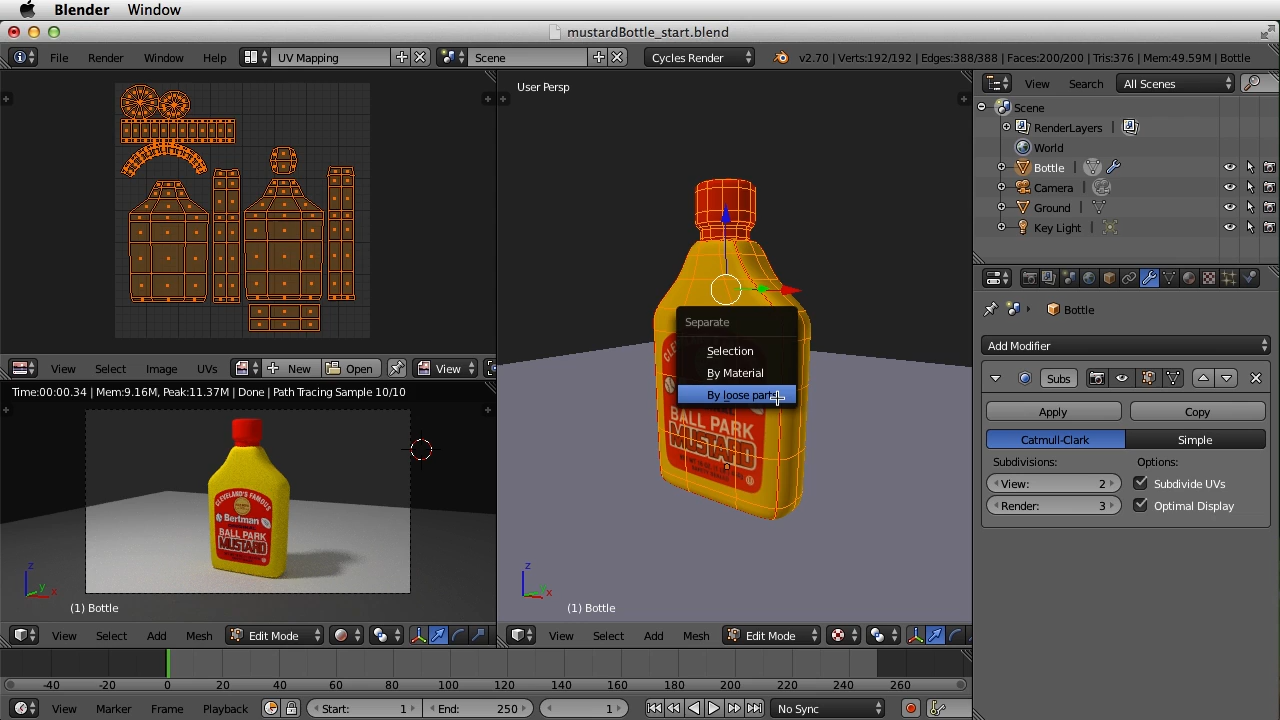 Blender Window
mustardBottle_start.blend
File Render Window Help UV Mapping Scene Cycles Render v2.70 | Verts:192/192 | Edges:388/388 | Faces:200/200 | Tris:376 | Mem:49.59M | Bottle
User Persp
View Search All Scenes
Scene
RenderLayers
World
Bottle
Camera
Ground
Key Light
Bottle
Add Modifier
Subs
Apply Copy
Catmull-Clark Simple
Subdivisions: Options:
View: 2 Subdivide UVs
Render: 3 Optimal Display
Separate
Selection
By Material
By loose parts
BALL PARK
MUSTARD
View Select Image UVs New Open View
Time:00:00.34 | Mem:9.16M, Peak:11.37M | Done | Path Tracing Sample 10/10
CLEVELAND'S FAMOUS
Bertman
BALL PARK
MUSTARD
z
y
x
(1) Bottle
z
y
x
(1) Bottle
View Select Add Mesh Edit Mode
View Select Add Mesh Edit Mode
-40 -20 0 20 40 60 80 100 120 140 160 180 200 220 240 260
View Marker Frame Playback Start: 1 End: 250 1 No Sync